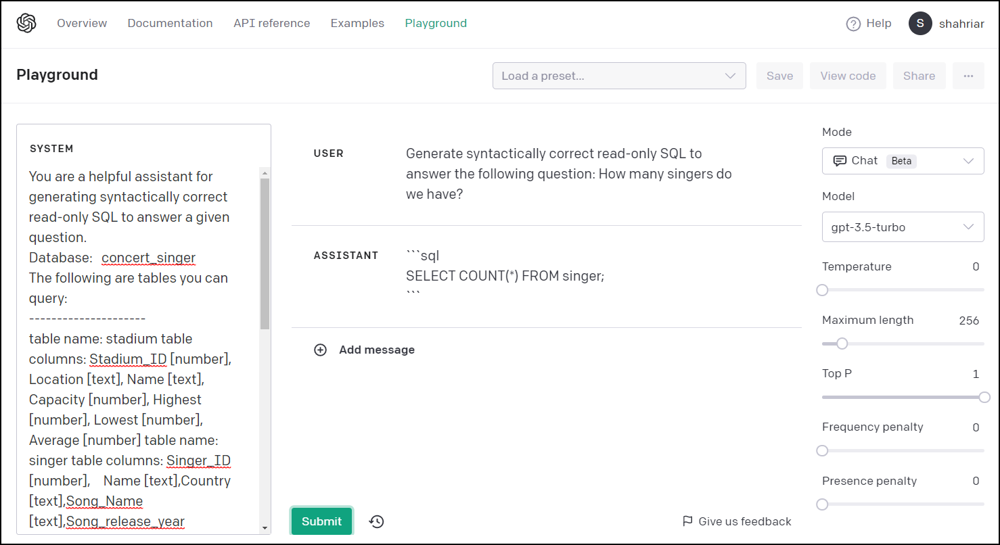 Overview Documentation API reference Examples Playground Help S shahriar
Playground Load a preset... Save View code Share ...
SYSTEM
You are a helpful assistant for
generating syntactically correct
read-only SQL to answer a given
question.
Database: concert_singer
The following are tables you can
query:
---------------------
table name: stadium table
columns: Stadium_ID [number],
Location [text], Name [text],
Capacity [number], Highest
[number], Lowest [number],
Average [number] table name:
singer table columns: Singer_ID
[number], Name [text],Country
[text],Song_Name
[text],Song_release_year
USER
Generate syntactically correct read-only SQL to
answer the following question: How many singers do
we have?
ASSISTANT
```sql
SELECT COUNT(*) FROM singer;
```
Add message
Submit
Give us feedback
Mode
Chat Beta
Model
gpt-3.5-turbo
Temperature 0
Maximum length 256
Top P 1
Frequency penalty 0
Presence penalty 0